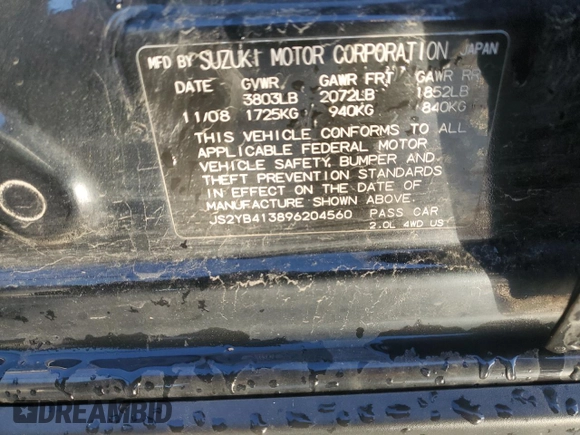 MFD BY SUZUKI MOTOR CORPORATION JAPAN
DATE GVWR GAWR FRT GAWR RR
3803LB 2072LB 1852LB
11/08 1725KG 940KG 840KG
THIS VEHICLE CONFORMS TO ALL
APPLICABLE FEDERAL MOTOR
VEHICLE SAFETY, BUMPER AND
THEFT PREVENTION STANDARDS
IN EFFECT ON THE DATE OF
MANUFACTURE SHOWN ABOVE.
JS2YB413896204560 PASS CAR
2.0L 4WD US
DREAMBID